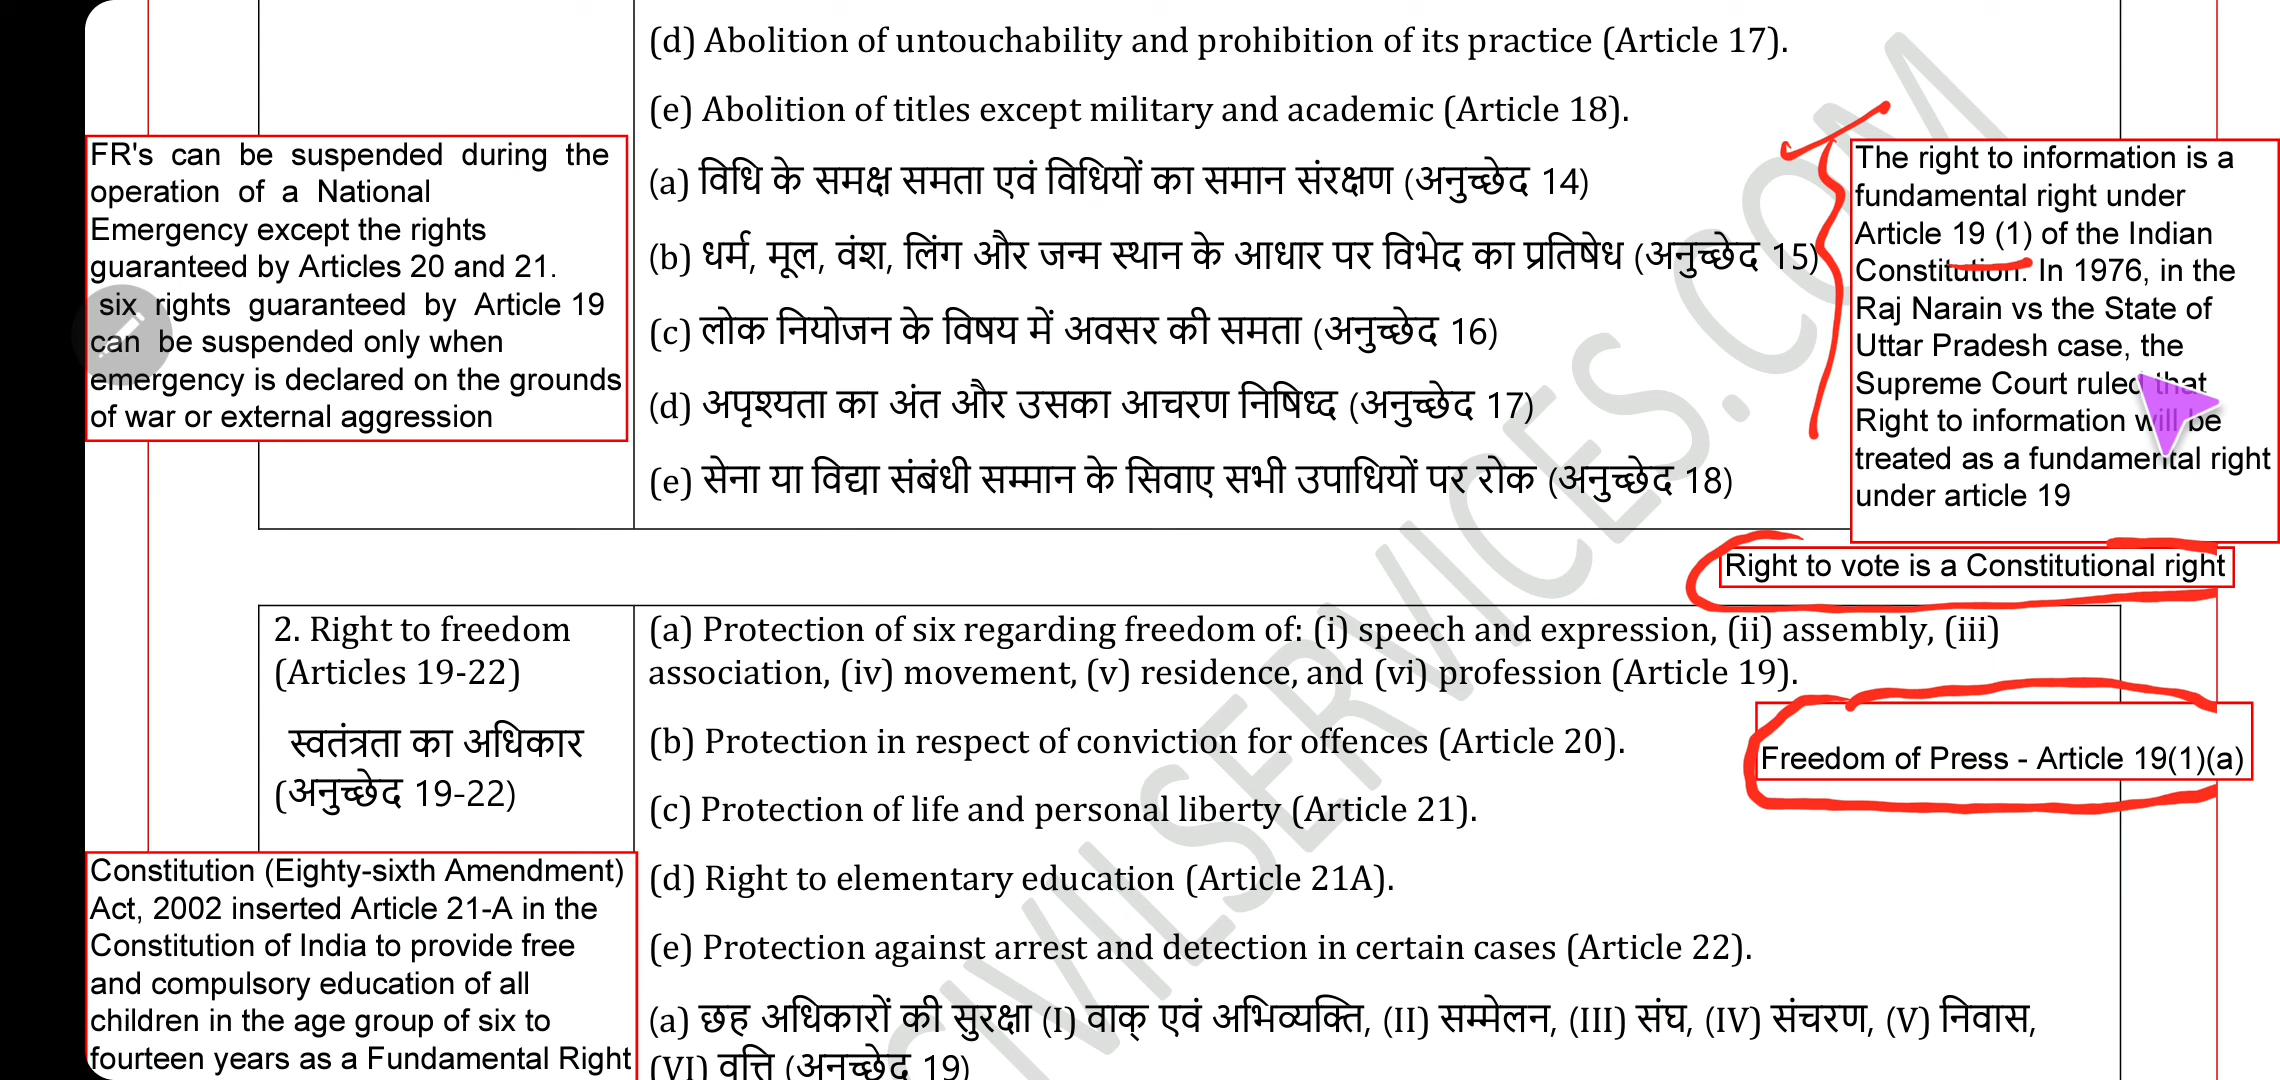 (d) Abolition of untouchability and prohibition of its practice (Article 17).
(e) Abolition of titles except military and academic (Article 18).
(a) विधि के समक्ष समता एवं विधियों का समान संरक्षण (अनुच्छेद 14)
(b) धर्म, मूल, वंश, लिंग और जन्म स्थान के आधार पर विभेद का प्रतिषेध (अनुच्छेद 15)
(c) लोक नियोजन के विषय में अवसर की समता (अनुच्छेद 16)
(d) अपृश्यता का अंत और उसका आचरण निषिध्द (अनुच्छेद 17)
(e) सेना या विद्या संबंधी सम्मान के सिवाए सभी उपाधियों पर रोक (अनुच्छेद 18)
FR's can be suspended during the
operation of a National
Emergency except the rights
guaranteed by Articles 20 and 21.
six rights guaranteed by Article 19
can be suspended only when
emergency is declared on the grounds
of war or external aggression
The right to information is a
fundamental right under
Article 19 (1) of the Indian
Constitution. In 1976, in the
Raj Narain vs the State of
Uttar Pradesh case, the
Supreme Court ruled that
Right to information will be
treated as a fundamental right
under article 19
Right to vote is a Constitutional right
2. Right to freedom
(Articles 19-22)
स्वतंत्रता का अधिकार
(अनुच्छेद 19-22)
(a) Protection of six regarding freedom of: (i) speech and expression, (ii) assembly, (iii)
association, (iv) movement, (v) residence, and (vi) profession (Article 19).
(b) Protection in respect of conviction for offences (Article 20).
(c) Protection of life and personal liberty (Article 21).
(d) Right to elementary education (Article 21A).
(e) Protection against arrest and detection in certain cases (Article 22).
(a) छह अधिकारों की सुरक्षा (I) वाक् एवं अभिव्यक्ति, (II) सम्मेलन, (III) संघ, (IV) संचरण, (V) निवास,
(VI) वृत्ति (अनुच्छेद 19)
Freedom of Press - Article 19(1)(a)
Constitution (Eighty-sixth Amendment)
Act, 2002 inserted Article 21-A in the
Constitution of India to provide free
and compulsory education of all
children in the age group of six to
fourteen years as a Fundamental Right
CIVILSERVICES.COM